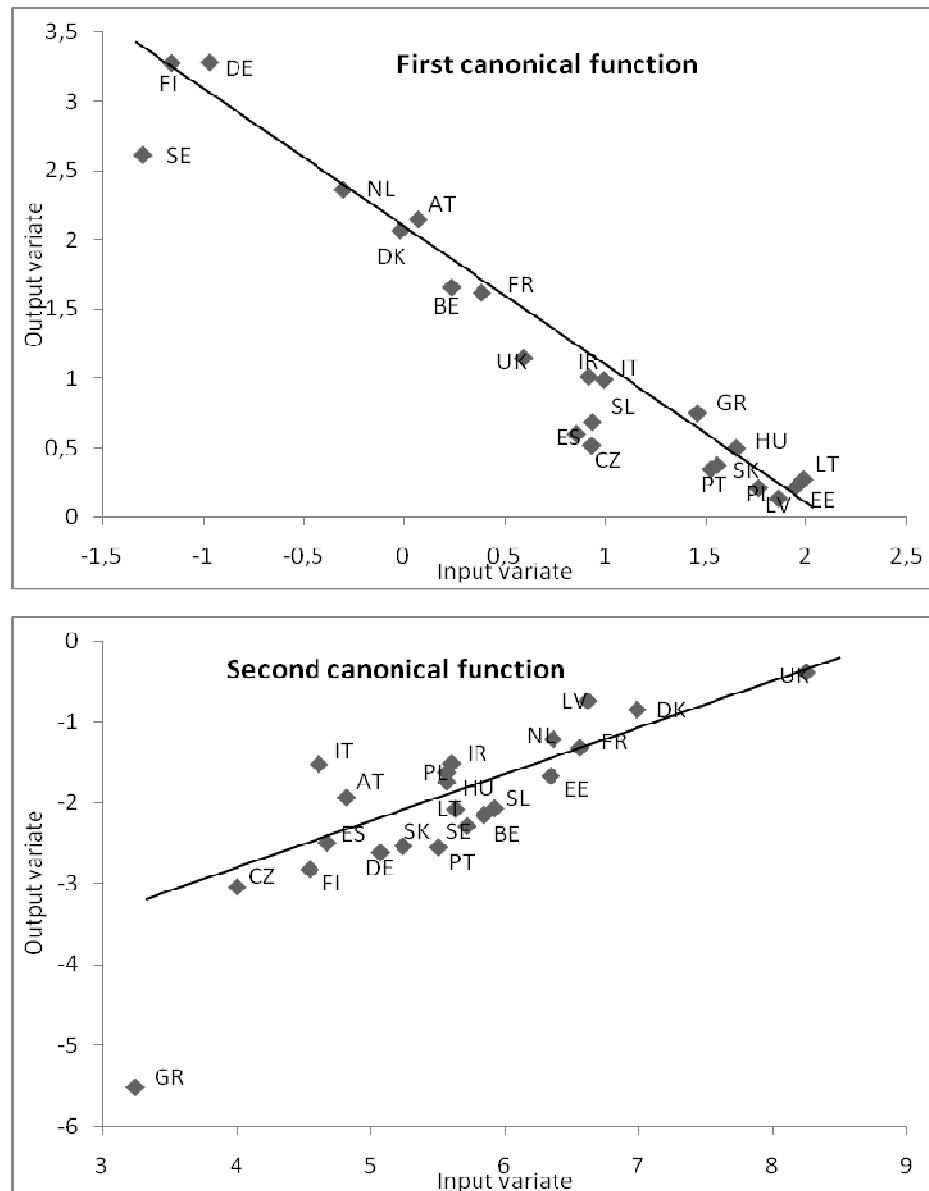 First canonical function
Output variate
3,5
3
2,5
2
1,5
1
0,5
0
FI
DE
SE
NL
AT
DK
BE
FR
UK
IR
IT
SL
ES
CZ
GR
HU
PT
SK
PL
LV
LT
EE
-1,5
-1
-0,5
0
0,5
1
1,5
2
2,5
Input variate
Second canonical function
Output variate
-0
-1
-2
-3
-4
-5
-6
UK
LV
DK
NL
FR
IT
IR
PL
AT
HU
EE
LT
SL
ES
SK
SE
BE
DE
PT
CZ
FI
GR
3
4
5
6
7
8
9
Input variate